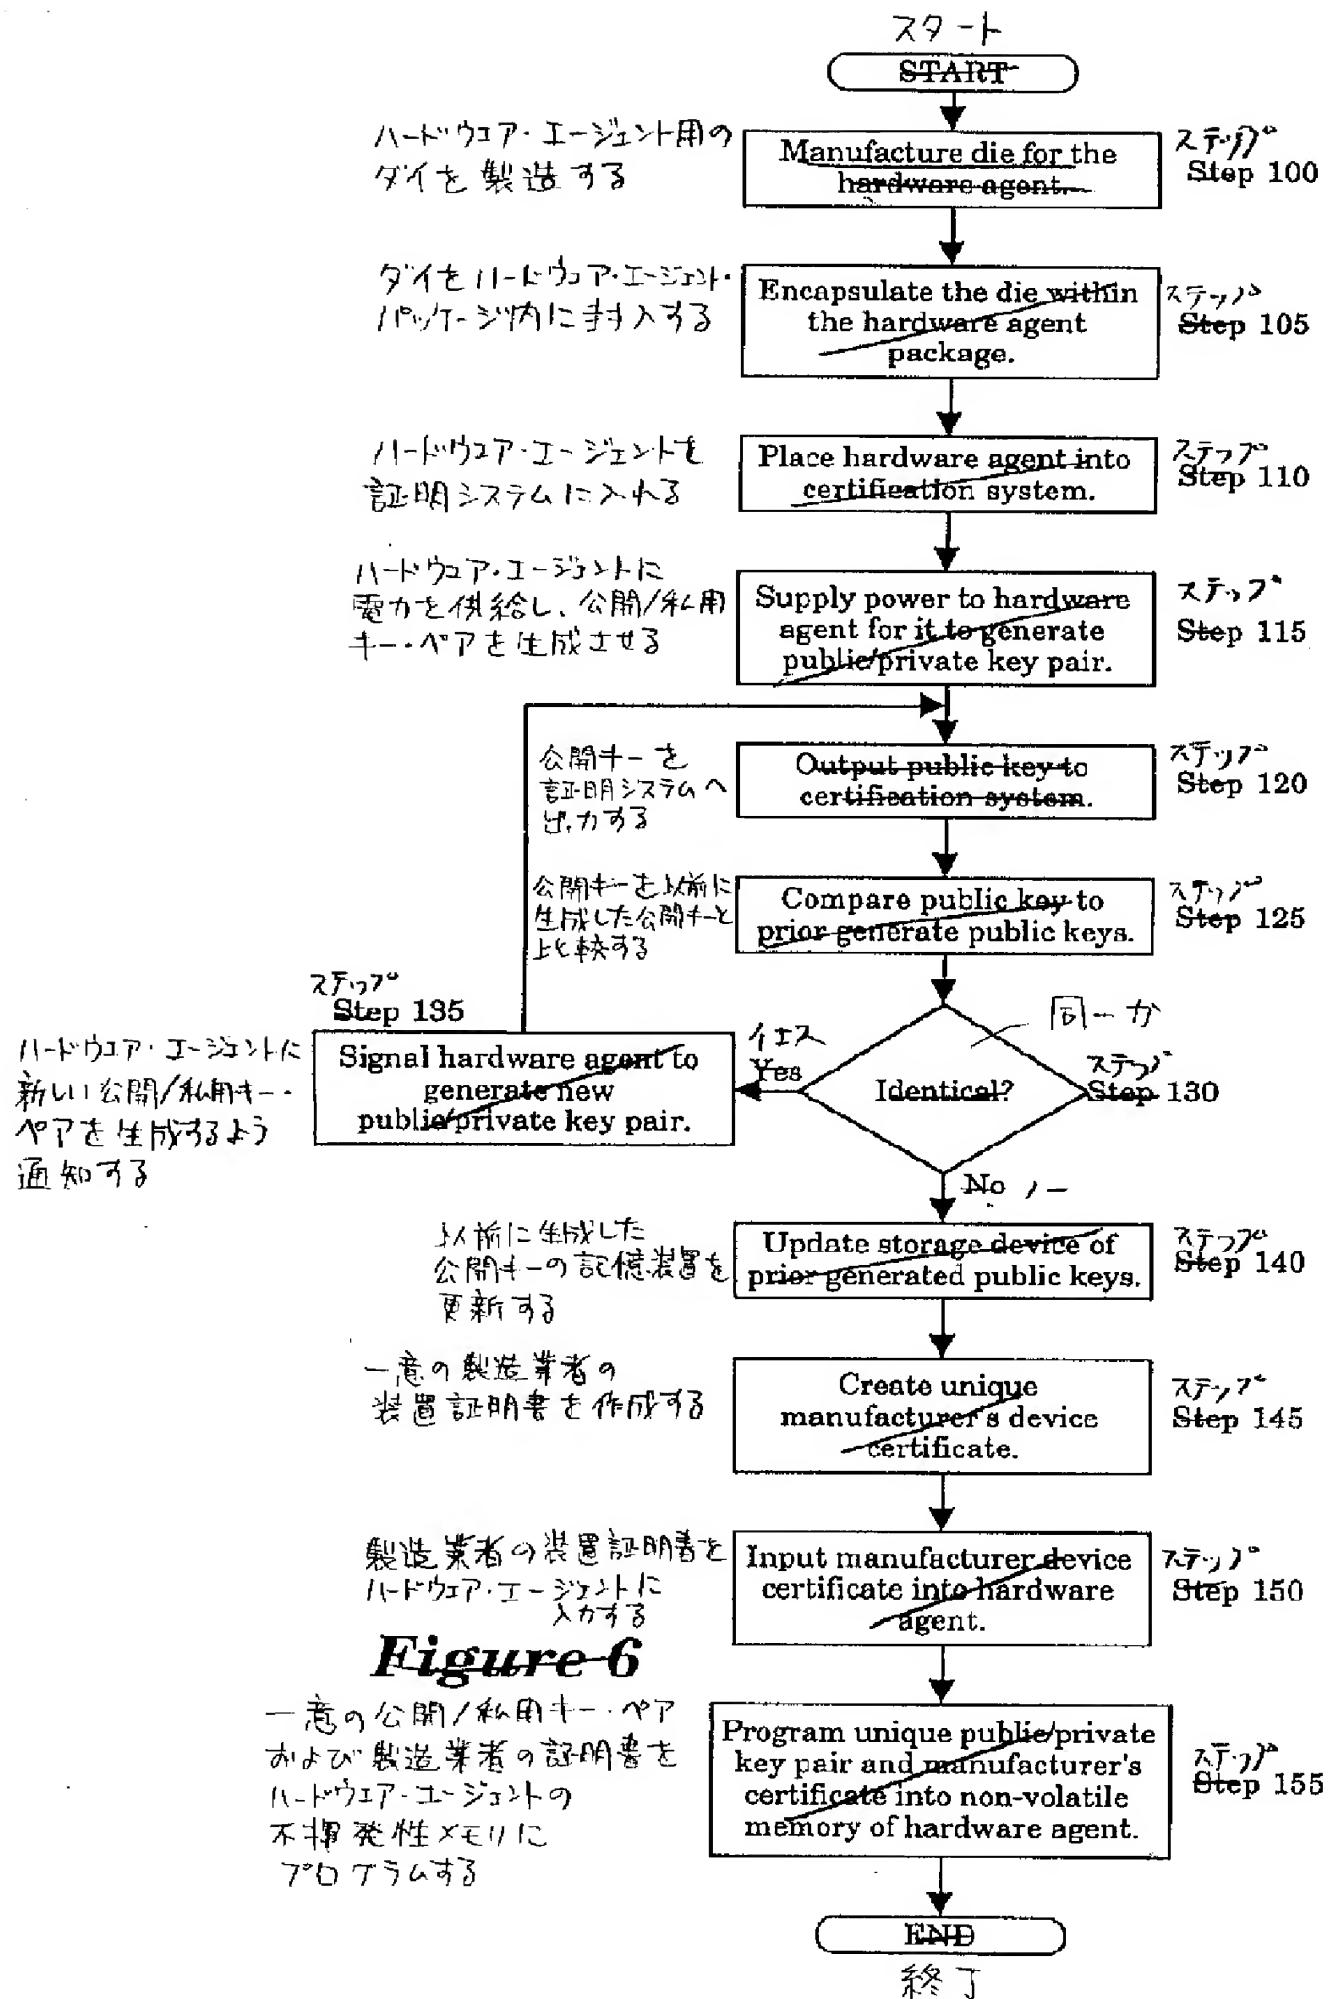 スタート
START
ハードウェア・エージェント用の
ダイを製造する
Manufacture die for the
hardware agent.
ステップ
Step 100
ダイをハードウェア・エージェント・
パッケージ内に封入する
Encapsulate the die within
the hardware agent
package.
ステップ
Step 105
ハードウェア・エージェントを
証明システムに入れる
Place hardware agent into
certification system.
ステップ
Step 110
ハードウェア・エージェントに
電力を供給し、公開/私用
キー・ペアを生成させる
Supply power to hardware
agent for it to generate
public/private key pair.
ステップ
Step 115
公開キーを
証明システムへ
出力する
Output public key to
certification system.
ステップ
Step 120
公開キーを以前に
生成した公開キーと
比較する
Compare public key to
prior generate public keys.
ステップ
Step 125
ステップ
Step 135
ハードウェア・エージェントに
新しい公開/私用キー・
ペアを生成するよう
通知する
Signal hardware agent to
generate new
public/private key pair.
イエス
Yes
同一か
Identical?
ステップ
Step 130
No ノー
以前に生成した
公開キーの記憶装置を
更新する
Update storage device of
prior generated public keys.
ステップ
Step 140
一意の製造業者の
装置証明書を作成する
Create unique
manufacturer's device
certificate.
ステップ
Step 145
製造業者の装置証明書を
ハードウェア・エージェントに
入力する
Input manufacturer device
certificate into hardware
agent.
ステップ
Step 150
Figure 6
一意の公開/私用キー・ペア
および製造業者の証明書を
ハードウェア・エージェントの
不揮発性メモリに
プログラムする
Program unique public/private
key pair and manufacturer's
certificate into non-volatile
memory of hardware agent.
ステップ
Step 155
END
終了